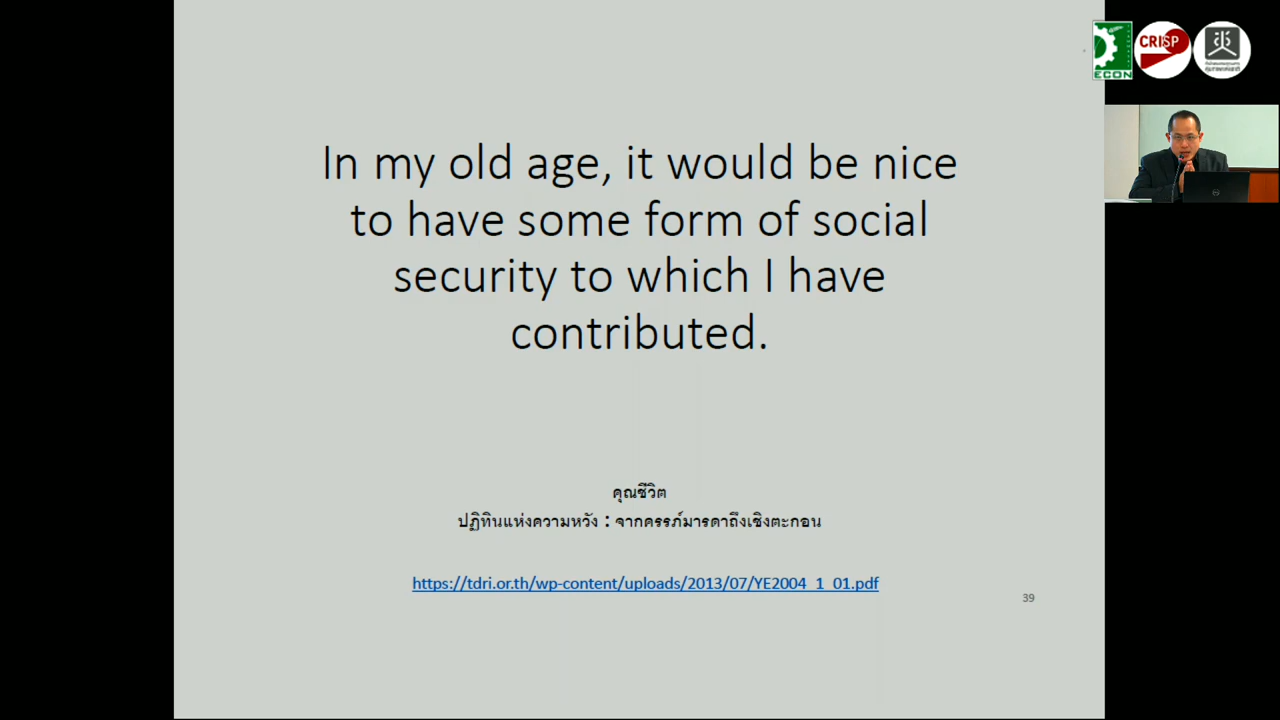 In my old age, it would be nice
to have some form of social
security to which I have
contributed.
คุณชีวิต
ปฏิทินแห่งความหวัง : จากครรภ์มารดาถึงเชิงตะกอน
https://tdri.or.th/wp-content/uploads/2013/07/YE2004_1_01.pdf
39
ECON
CRISP